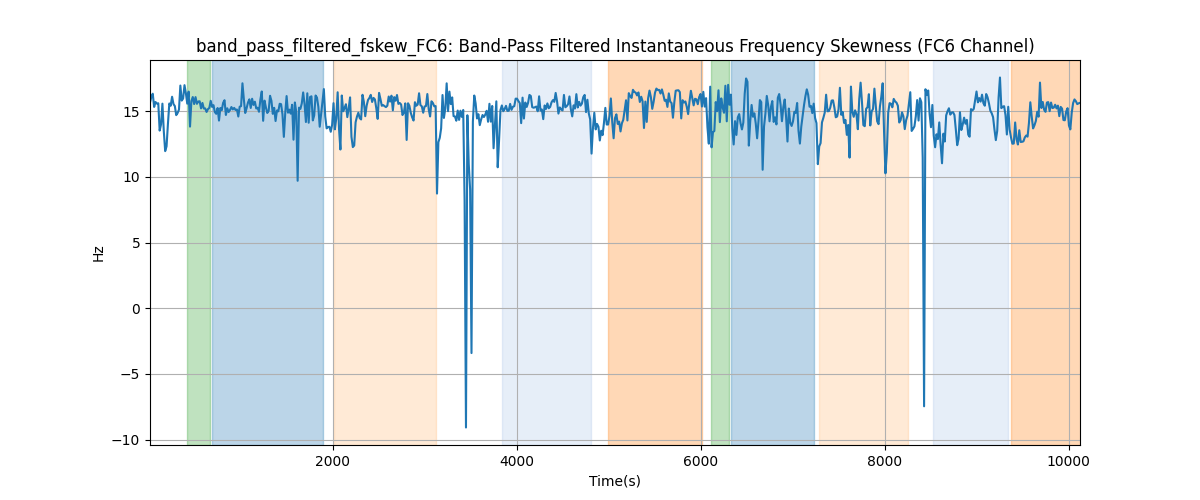 band_pass_filtered_fskew_FC6: Band-Pass Filtered Instantaneous Frequency Skewness (FC6 Channel)
15
10
5
0
−5
−10
Hz
2000 4000 6000 8000 10000
Time(s)